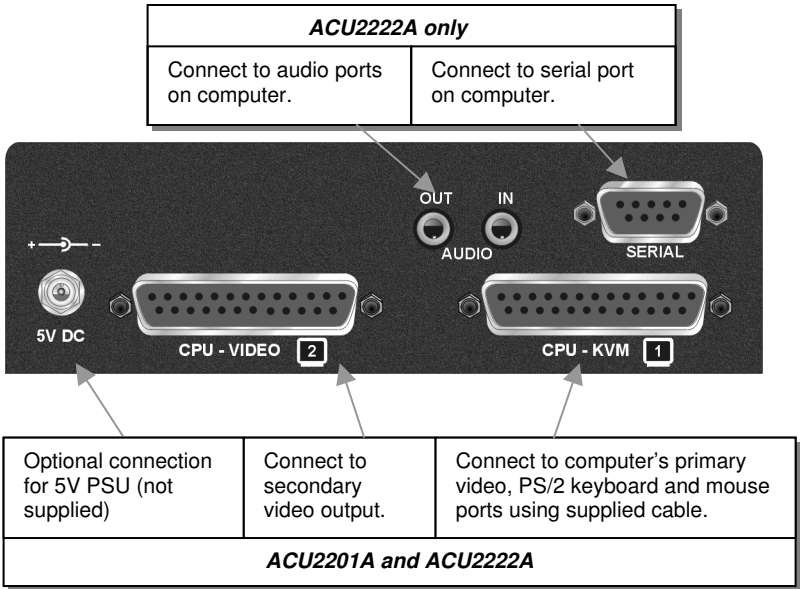 ACU2222A only
Connect to audio ports
on computer.
Connect to serial port
on computer.
OUT
IN
AUDIO
SERIAL
+ -
5V DC
CPU - VIDEO 2
CPU - KVM 1
Optional connection
for 5V PSU (not
supplied)
Connect to
secondary
video output.
Connect to computer's primary
video, PS/2 keyboard and mouse
ports using supplied cable.
ACU2201A and ACU2222A